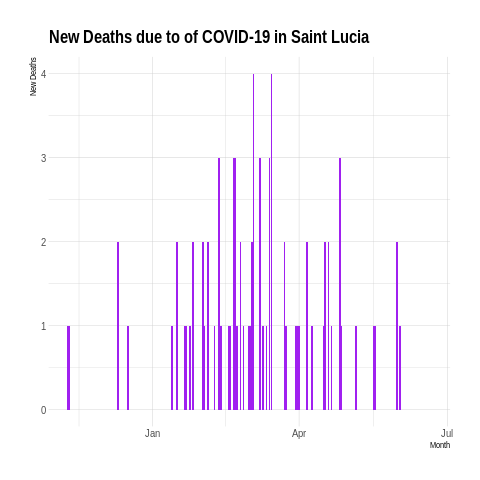 New Deaths due to of COVID-19 in Saint Lucia
New Deaths
4
3
2
1
0
Jan
Apr
Jul
Month